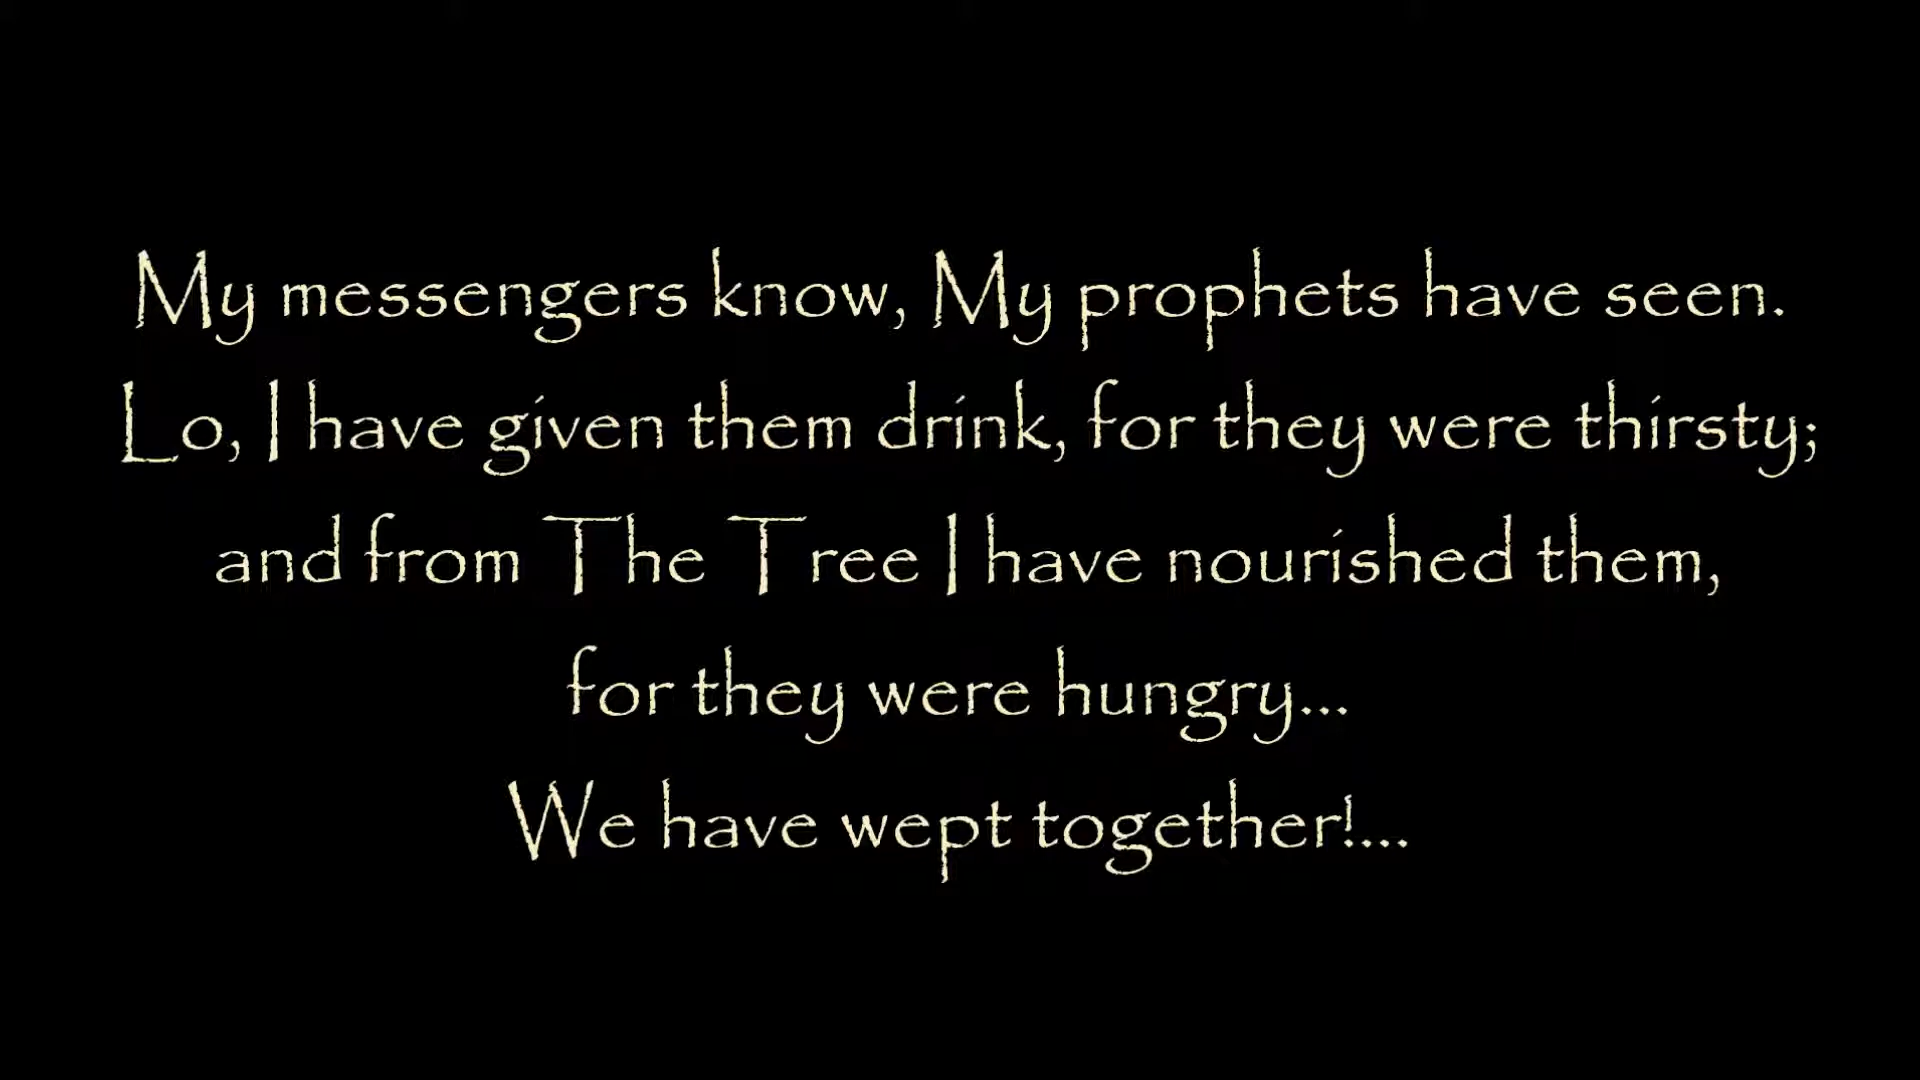 My messengers know, My prophets have seen.
Lo, I have given them drink, for they were thirsty;
and from The Tree I have nourished them,
for they were hungry...
We have wept together!....